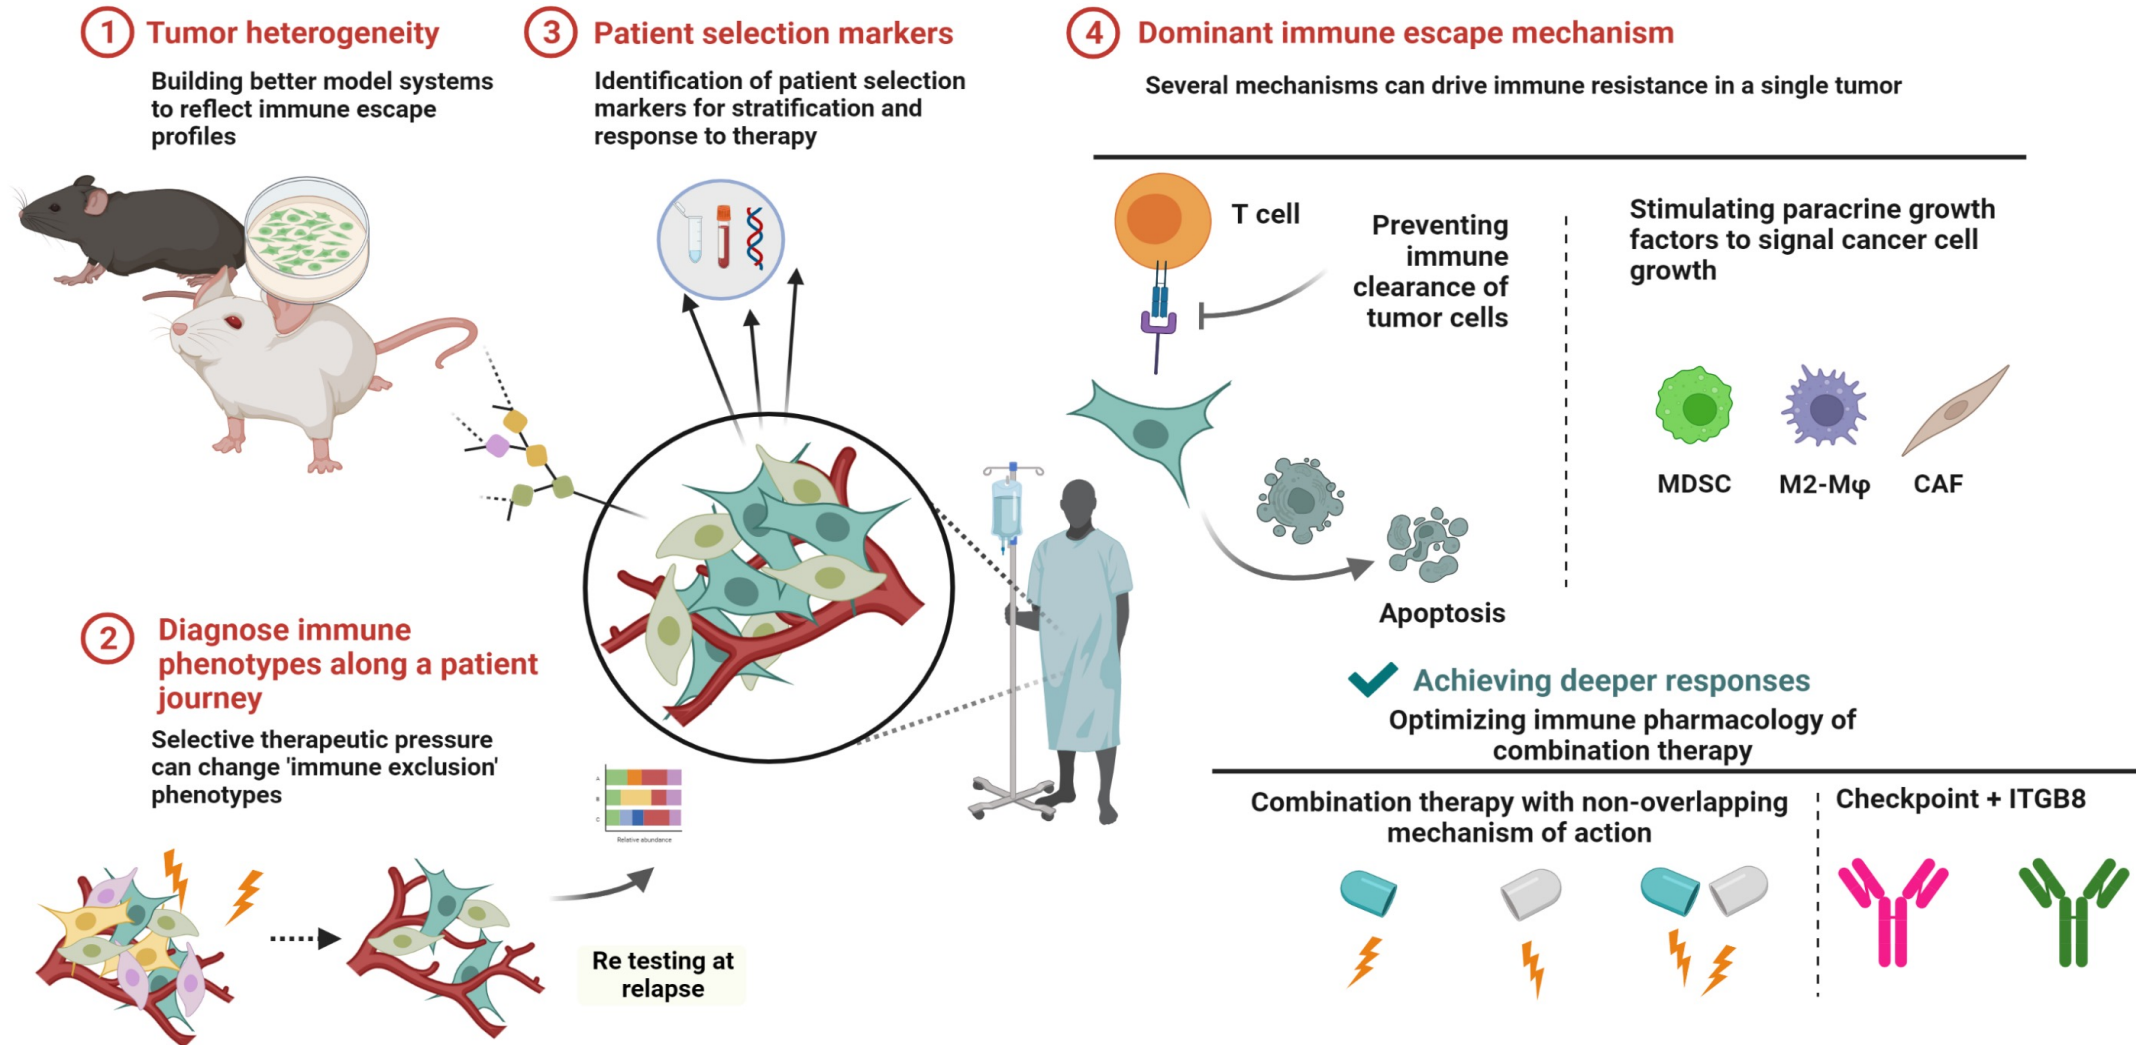 1 Tumor heterogeneity
Building better model systems
to reflect immune escape
profiles
2 Diagnose immune
phenotypes along a patient
journey
Selective therapeutic pressure
can change 'immune exclusion'
phenotypes
A
B
C
Relative abundance
Re testing at
relapse
3 Patient selection markers
Identification of patient selection
markers for stratification and
response to therapy
4 Dominant immune escape mechanism
Several mechanisms can drive immune resistance in a single tumor
T cell
Preventing
immune
clearance of
tumor cells
Apoptosis
Stimulating paracrine growth
factors to signal cancer cell
growth
MDSC
M2-Mφ
CAF
Achieving deeper responses
Optimizing immune pharmacology of
combination therapy
Combination therapy with non-overlapping
mechanism of action
Checkpoint + ITGB8